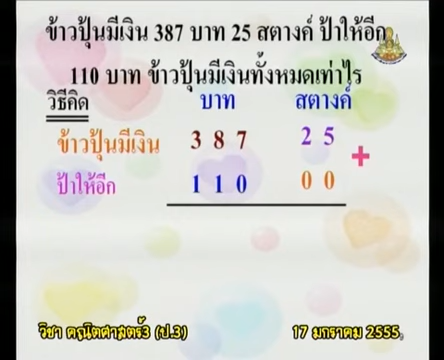 ข้าวปุ้นมีเงิน 387 บาท 25 สตางค์ ป้าให้อีก
110 บาท ข้าวปุ้นมีเงินทั้งหมดเท่าไร
วิธีคิด บาท สตางค์
ข้าวปุ้นมีเงิน 3 8 7 2 5
+
ป้าให้อีก 1 1 0 0 0
วิชา คณิตศาสตร์3 (ป.3) 17 มกราคม 2555